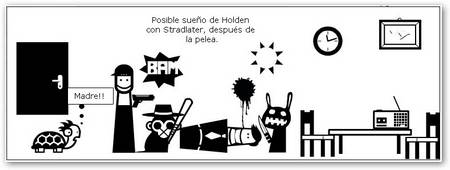 Posible sueño de Holden
con Stradlater, después de
la pelea.
BAM
Madre!!